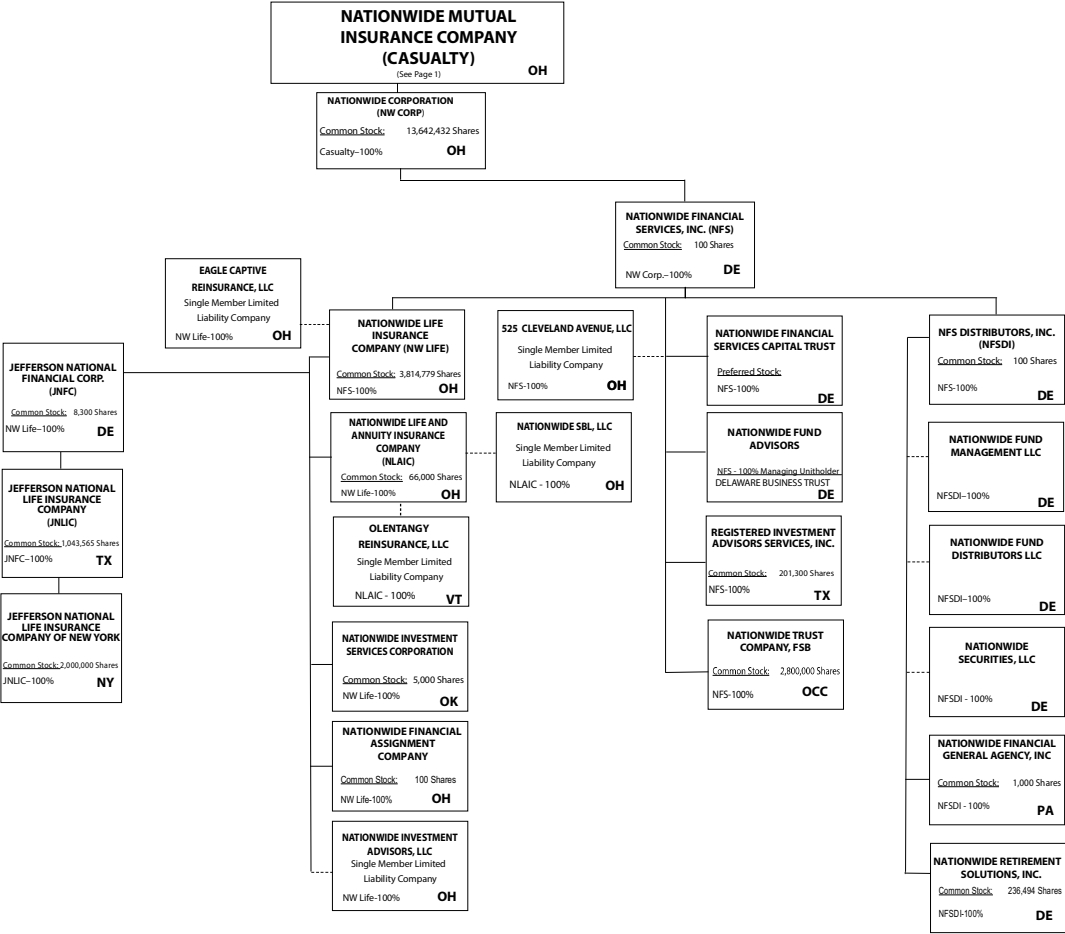 NATIONWIDE MUTUAL
INSURANCE COMPANY
(CASUALTY)
(See Page 1)
OH
NATIONWIDE CORPORATION
(NW CORP)
Common Stock: 13,642,432 Shares
Casualty–100% OH
NATIONWIDE FINANCIAL
SERVICES, INC. (NFS)
Common Stock: 100 Shares
NW Corp.–100% DE
EAGLE CAPTIVE
REINSURANCE, LLC
Single Member Limited
Liability Company
NW Life-100% OH
NATIONWIDE LIFE
INSURANCE
COMPANY (NW LIFE)
Common Stock: 3,814,779 Shares
NFS-100% OH
525 CLEVELAND AVENUE, LLC
Single Member Limited
Liability Company
NFS-100% OH
NATIONWIDE FINANCIAL
SERVICES CAPITAL TRUST
Preferred Stock:
NFS-100%
DE
NFS DISTRIBUTORS, INC.
(NFSDI)
Common Stock: 100 Shares
NFS-100%
DE
JEFFERSON NATIONAL
FINANCIAL CORP.
(JNFC)
Common Stock: 8,300 Shares
NW Life–100% DE
JEFFERSON NATIONAL
LIFE INSURANCE
COMPANY
(JNLIC)
Common Stock: 1,043,565 Shares
JNFC–100% TX
JEFFERSON NATIONAL
LIFE INSURANCE
COMPANY OF NEW YORK
Common Stock: 2,000,000 Shares
JNLIC–100% NY
NATIONWIDE LIFE AND
ANNUITY INSURANCE
COMPANY
(NLAIC)
Common Stock: 66,000 Shares
NW Life-100% OH
NATIONWIDE SBL, LLC
Single Member Limited
Liability Company
NLAIC - 100% OH
OLENTANGY
REINSURANCE, LLC
Single Member Limited
Liability Company
NLAIC - 100% VT
NATIONWIDE INVESTMENT
SERVICES CORPORATION
Common Stock: 5,000 Shares
NW Life-100%
OK
NATIONWIDE FINANCIAL
ASSIGNMENT
COMPANY
Common Stock: 100 Shares
NW Life-100% OH
NATIONWIDE INVESTMENT
ADVISORS, LLC
Single Member Limited
Liability Company
NW Life-100% OH
NATIONWIDE FUND
ADVISORS
NFS - 100% Managing Unitholder
DELAWARE BUSINESS TRUST
DE
REGISTERED INVESTMENT
ADVISORS SERVICES, INC.
Common Stock: 201,300 Shares
NFS-100%
TX
NATIONWIDE TRUST
COMPANY, FSB
Common Stock: 2,800,000 Shares
NFS-100% OCC
NATIONWIDE FUND
MANAGEMENT LLC
NFSDI–100%
DE
NATIONWIDE FUND
DISTRIBUTORS LLC
NFSDI–100%
DE
NATIONWIDE
SECURITIES, LLC
NFSDI - 100%
DE
NATIONWIDE FINANCIAL
GENERAL AGENCY, INC
Common Stock: 1,000 Shares
NFSDI - 100%
PA
NATIONWIDE RETIREMENT
SOLUTIONS, INC.
Common Stock: 236,494 Shares
NFSDI-100% DE